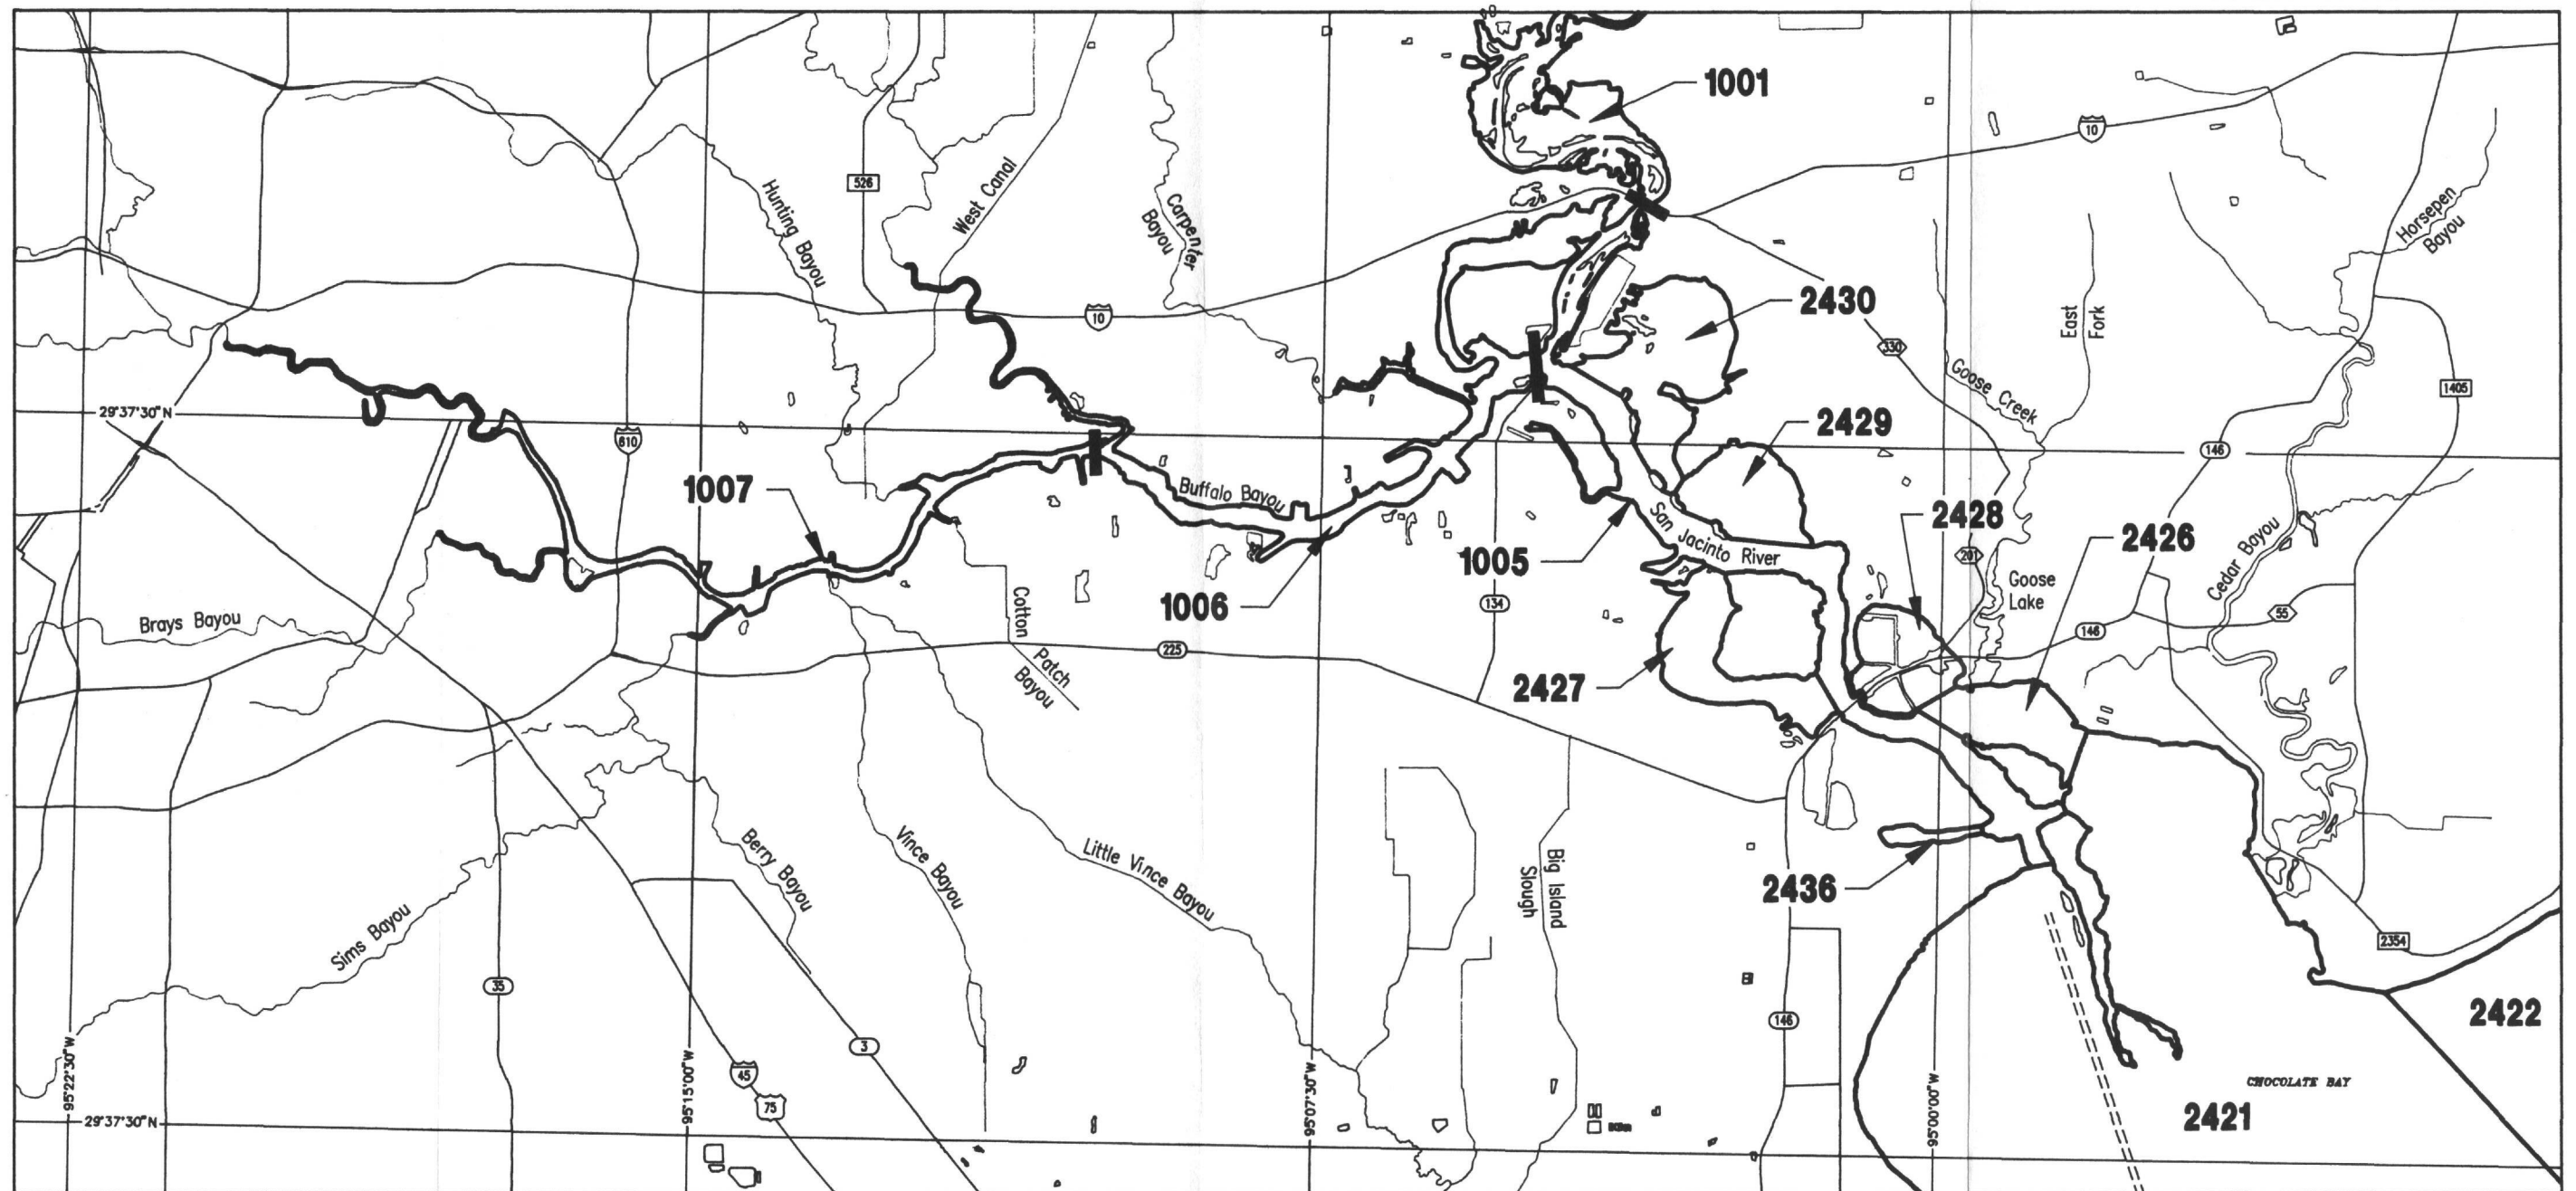 1001
10
526
West Canal
Hunting Bayou
Carpenter
Bayou
Horsepen
Bayou
2430
10
East
Fork
330
Goose Creek
1405
29°37'30" N
610
2429
146
1007
Buffalo Bayou
2428
San Jacinto River
2426
1005
201
Cedar Bayou
Goose
Lake
1006
134
Cotton
Patch
Bayou
55
146
Brays Bayou
225
2427
Berry Bayou
Vince Bayou
Little Vince Bayou
Big Island
Slough
2436
Sims Bayou
2354
35
2422
146
3
45
75
95°22'30" W
95°15'00" W
95°07'30" W
95°00'00" W
CHOCOLATE BAY
2421
29°37'30" N